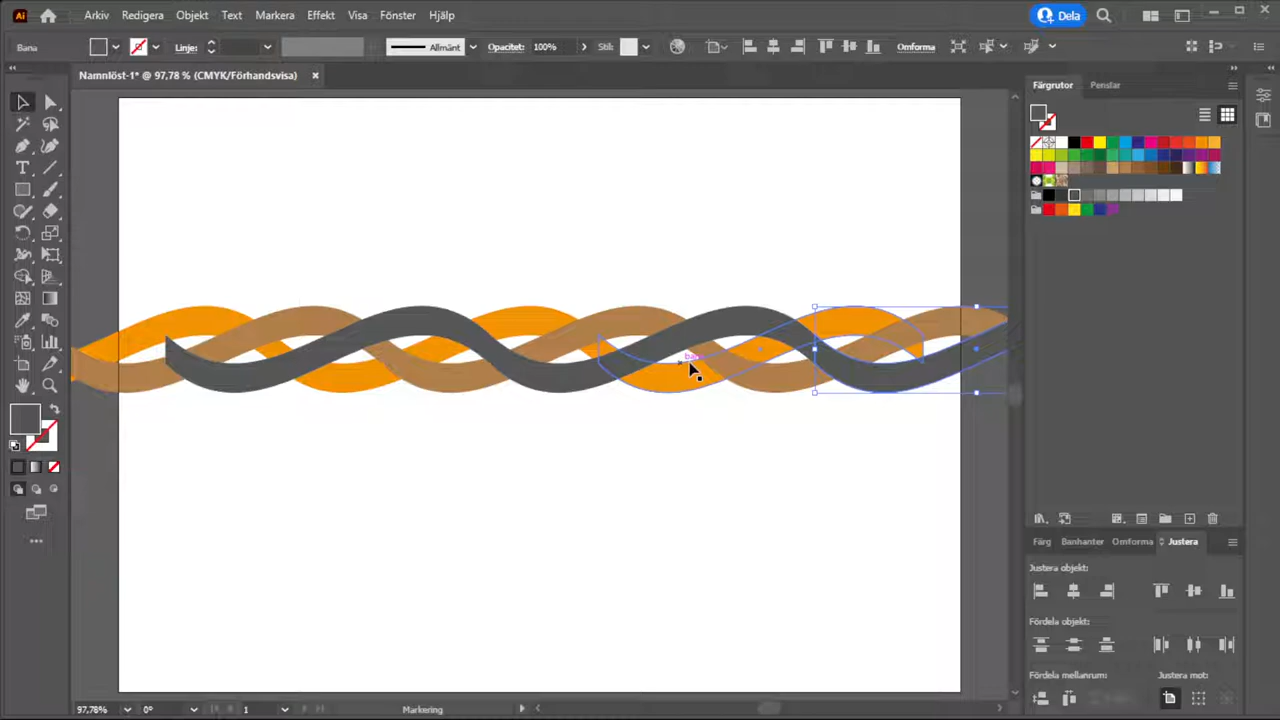 Ai Arkiv Redigera Objekt Text Markera Effekt Visa Fönster Hjälp Dela
Bana Linje: Allmänt Opacitet: 100% Stil: Omforma
Namnlöst-1* @ 97,78 % (CMYK/Förhandsvisa)
Färgrutor Penslar
Färg Banhanter Omforma Justera
Justera objekt:
Fördela objekt:
Fördela mellanrum: Justera mot:
97,78% 0° 1 Markering